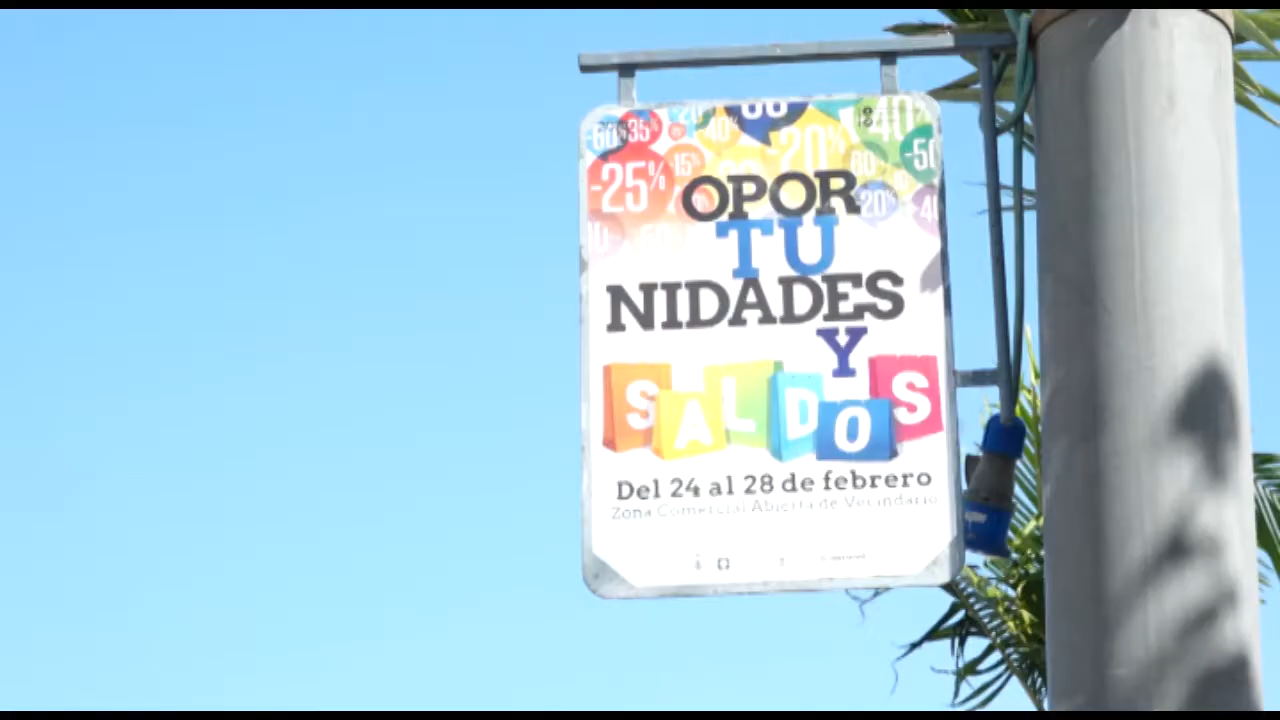 60% 35% -20% -40% -40%
-25% -15% -20% -50
-20%
OPOR
TU
NIDADES
Y
SALDOS
Del 24 al 28 de febrero
Zona Comercial Abierta de Vecindario